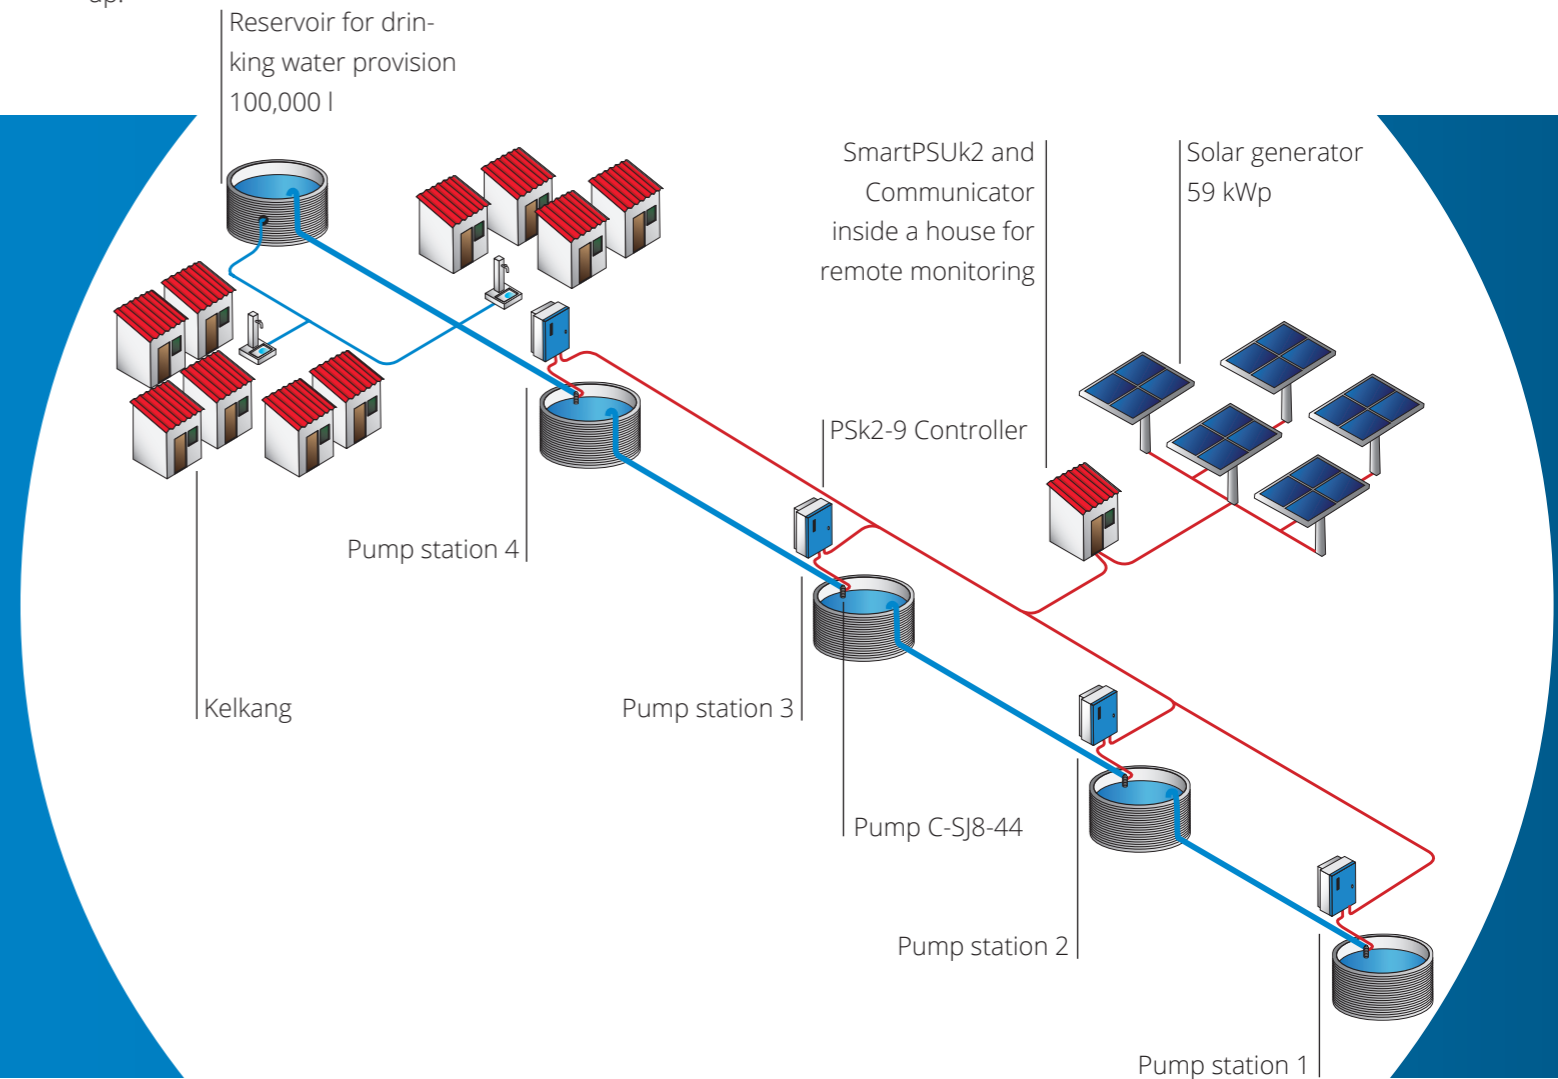 up.
Reservoir for drin-
king water provision
100,000 l
SmartPSUk2 and
Communicator
inside a house for
remote monitoring
Solar generator
59 kWp
PSk2-9 Controller
Pump station 4
Kelkang
Pump station 3
Pump C-SJ8-44
Pump station 2
Pump station 1